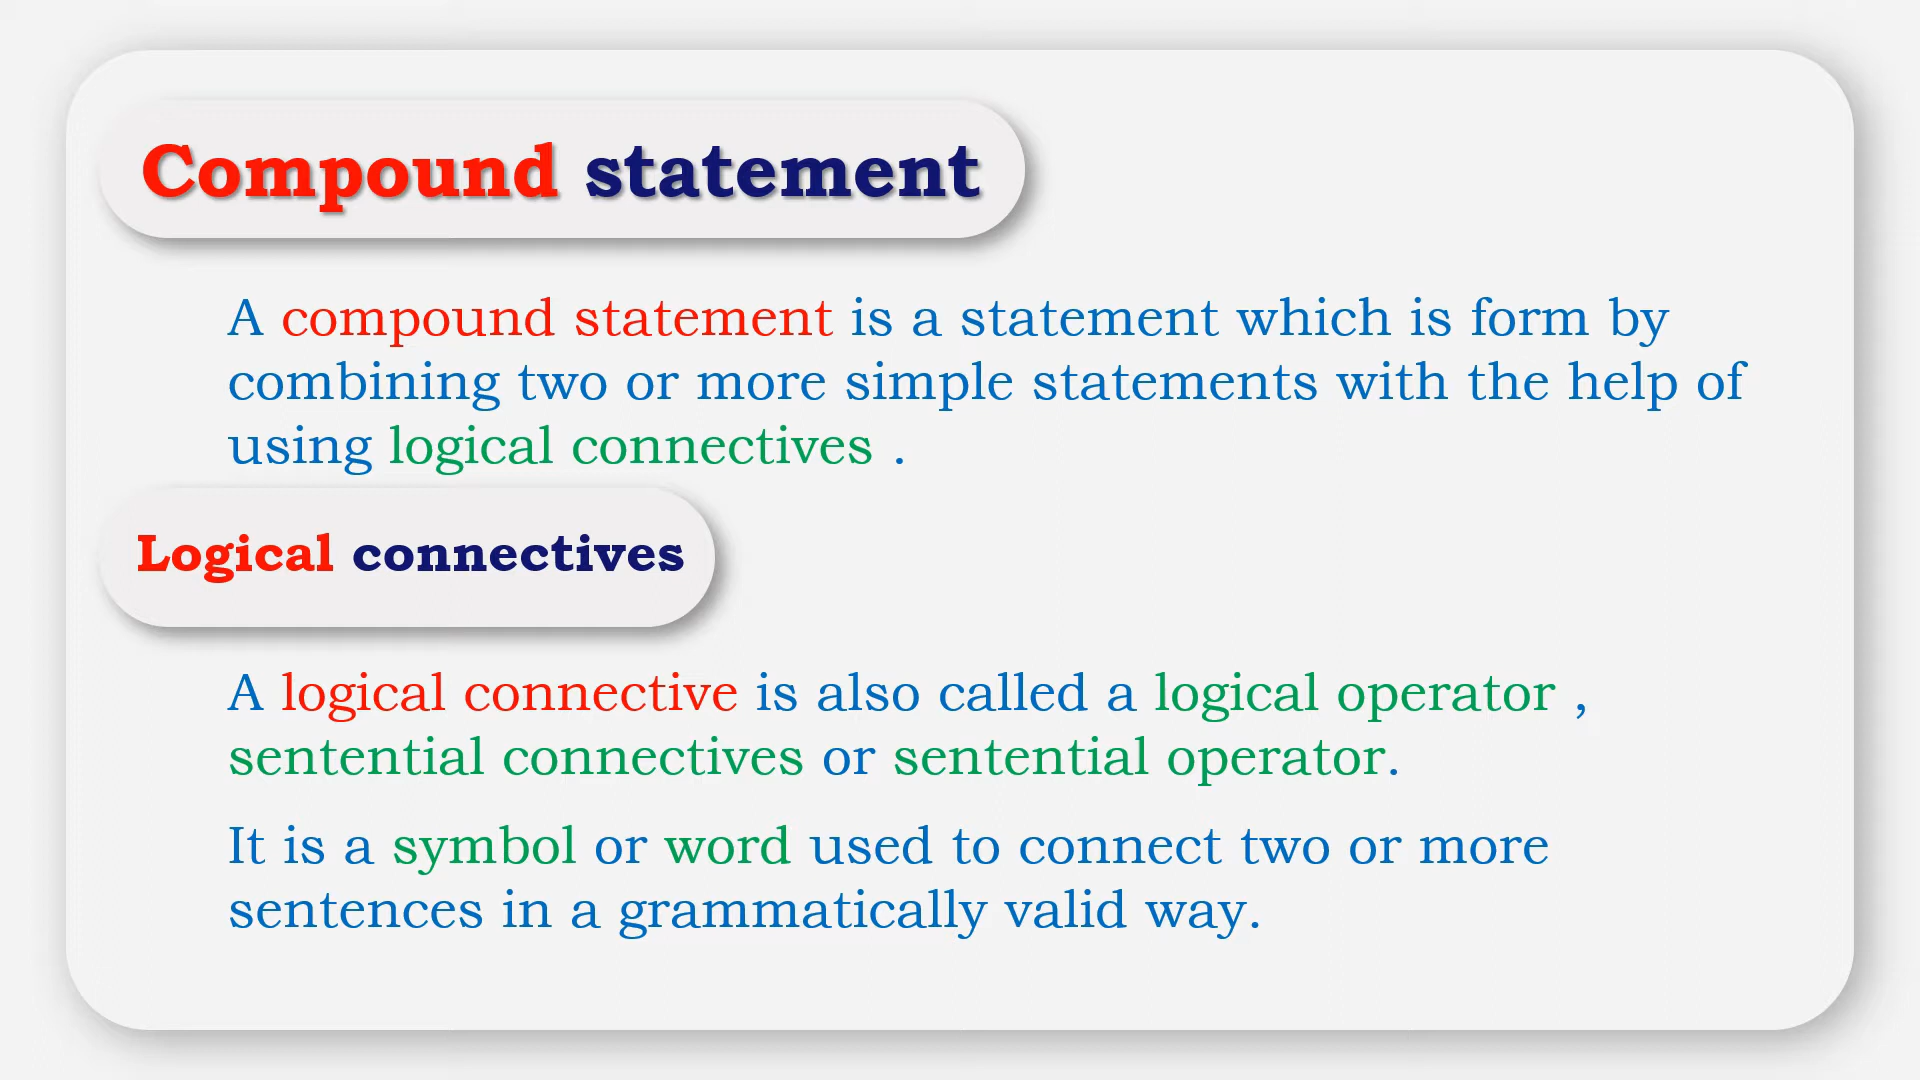 Compound statement
A compound statement is a statement which is form by
combining two or more simple statements with the help of
using logical connectives .
Logical connectives
A logical connective is also called a logical operator ,
sentential connectives or sentential operator.
It is a symbol or word used to connect two or more
sentences in a grammatically valid way.